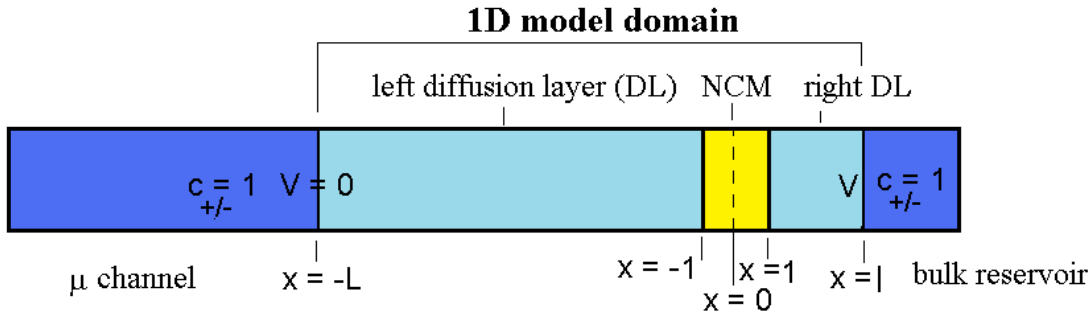 1D model domain
left diffusion layer (DL) NCM right DL
c = 1 V = 0 V c = 1
+/- +/-
μ channel x = -L x = -1 x = 0 x =1 x = l bulk reservoir